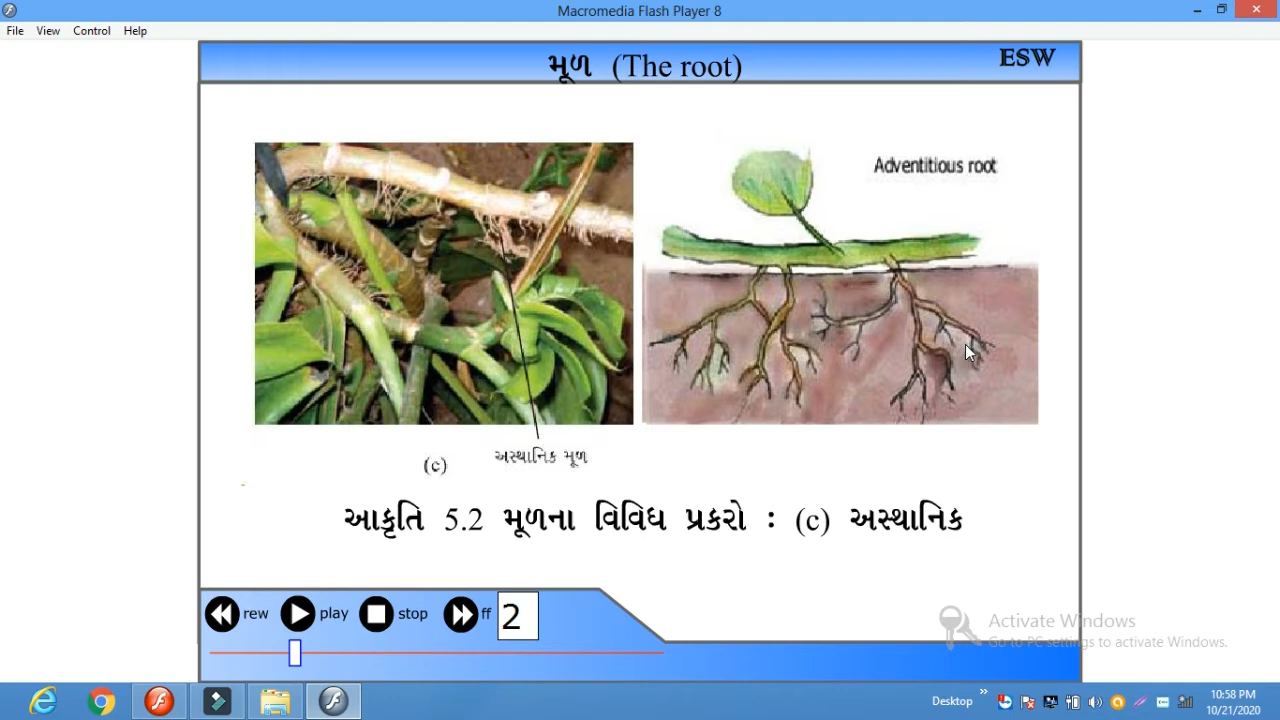 Macromedia Flash Player 8
File View Control Help
મૂળ (The root)
ESW
Adventitious root
અસ્થાનિક મૂળ
(c)
આકૃતિ 5.2 મૂળના વિવિધ પ્રકરો : (c) અસ્થાનિક
rew play stop ff 2
Activate Windows
Go to PC settings to activate Windows.
Desktop
10:58 PM
10/21/2020